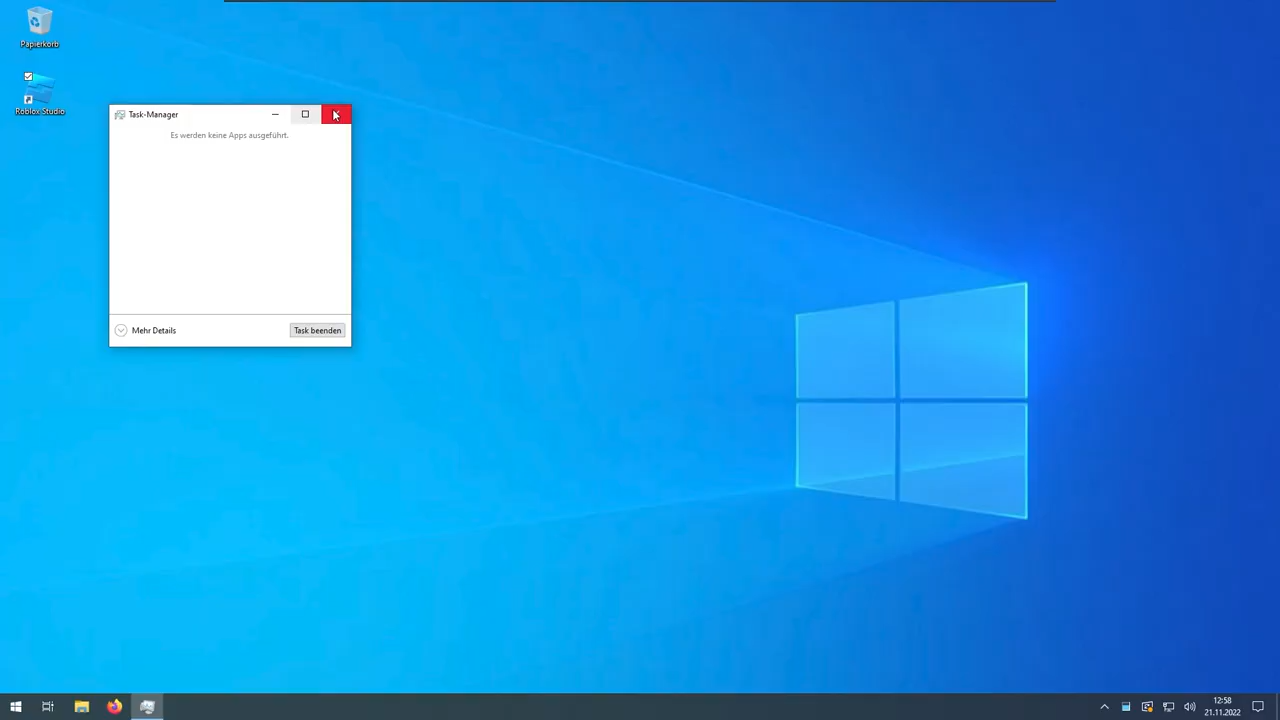 Papierkorb
Roblox Studio
Task-Manager
Es werden keine Apps ausgeführt.
Mehr Details
Task beenden
12:58
21.11.2022